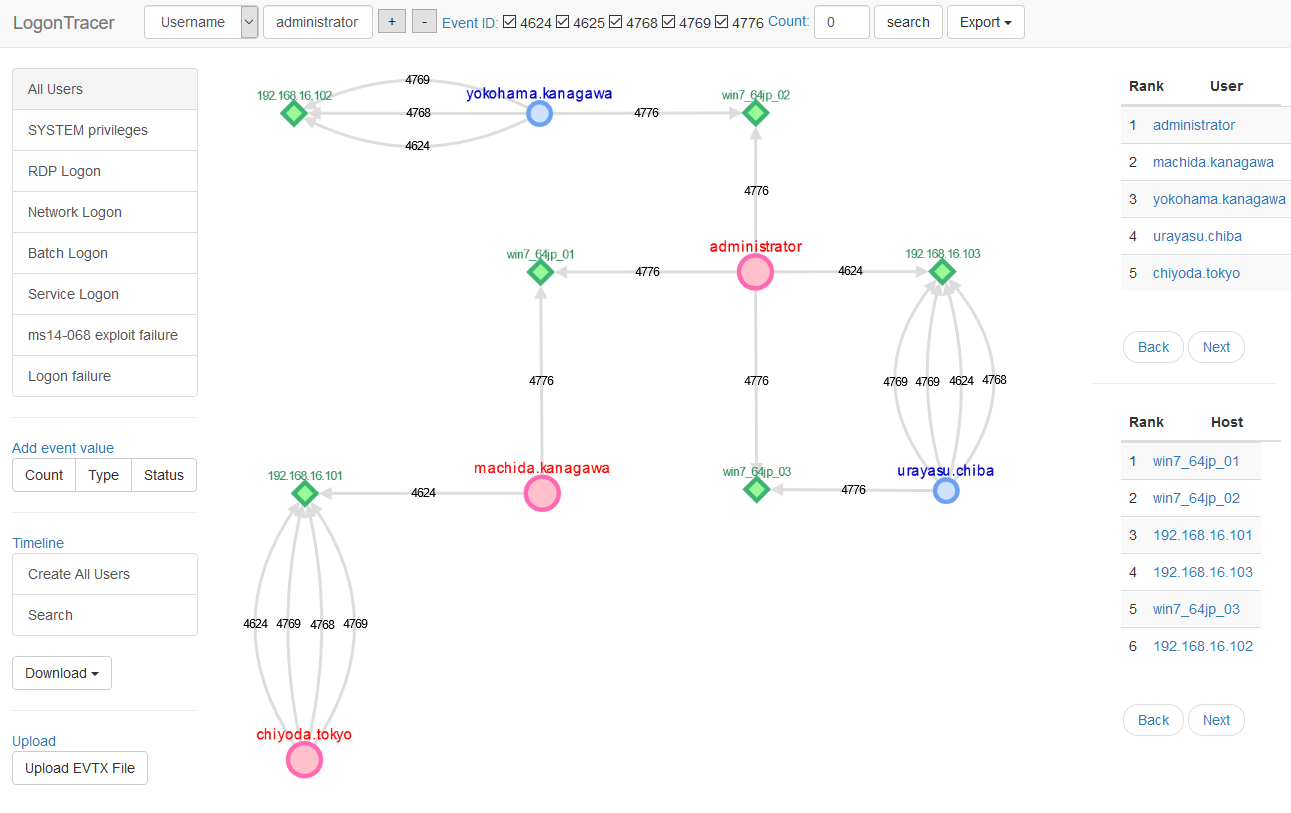 LogonTracer Username administrator + - Event ID: 4624 4625 4768 4769 4776 Count: 0 search Export
All Users
SYSTEM privileges
RDP Logon
Network Logon
Batch Logon
Service Logon
ms14-068 exploit failure
Logon failure
Add event value
Count Type Status
Timeline
Create All Users
Search
Download
Upload
Upload EVTX File
4769
192.168.16.102 yokohama.kanagawa win7_64jp_02
4768 4776
4624
4776
administrator
win7_64jp_01 192.168.16.103
4776 4624
4776 4776 4769 4769 4624 4768
machida.kanagawa win7_64jp_03 urayasu.chiba
192.168.16.101
4624 4776
4624 4769 4768 4769
chiyoda.tokyo
Rank User
1 administrator
2 machida.kanagawa
3 yokohama.kanagawa
4 urayasu.chiba
5 chiyoda.tokyo
Back Next
Rank Host
1 win7_64jp_01
2 win7_64jp_02
3 192.168.16.101
4 192.168.16.103
5 win7_64jp_03
6 192.168.16.102
Back Next